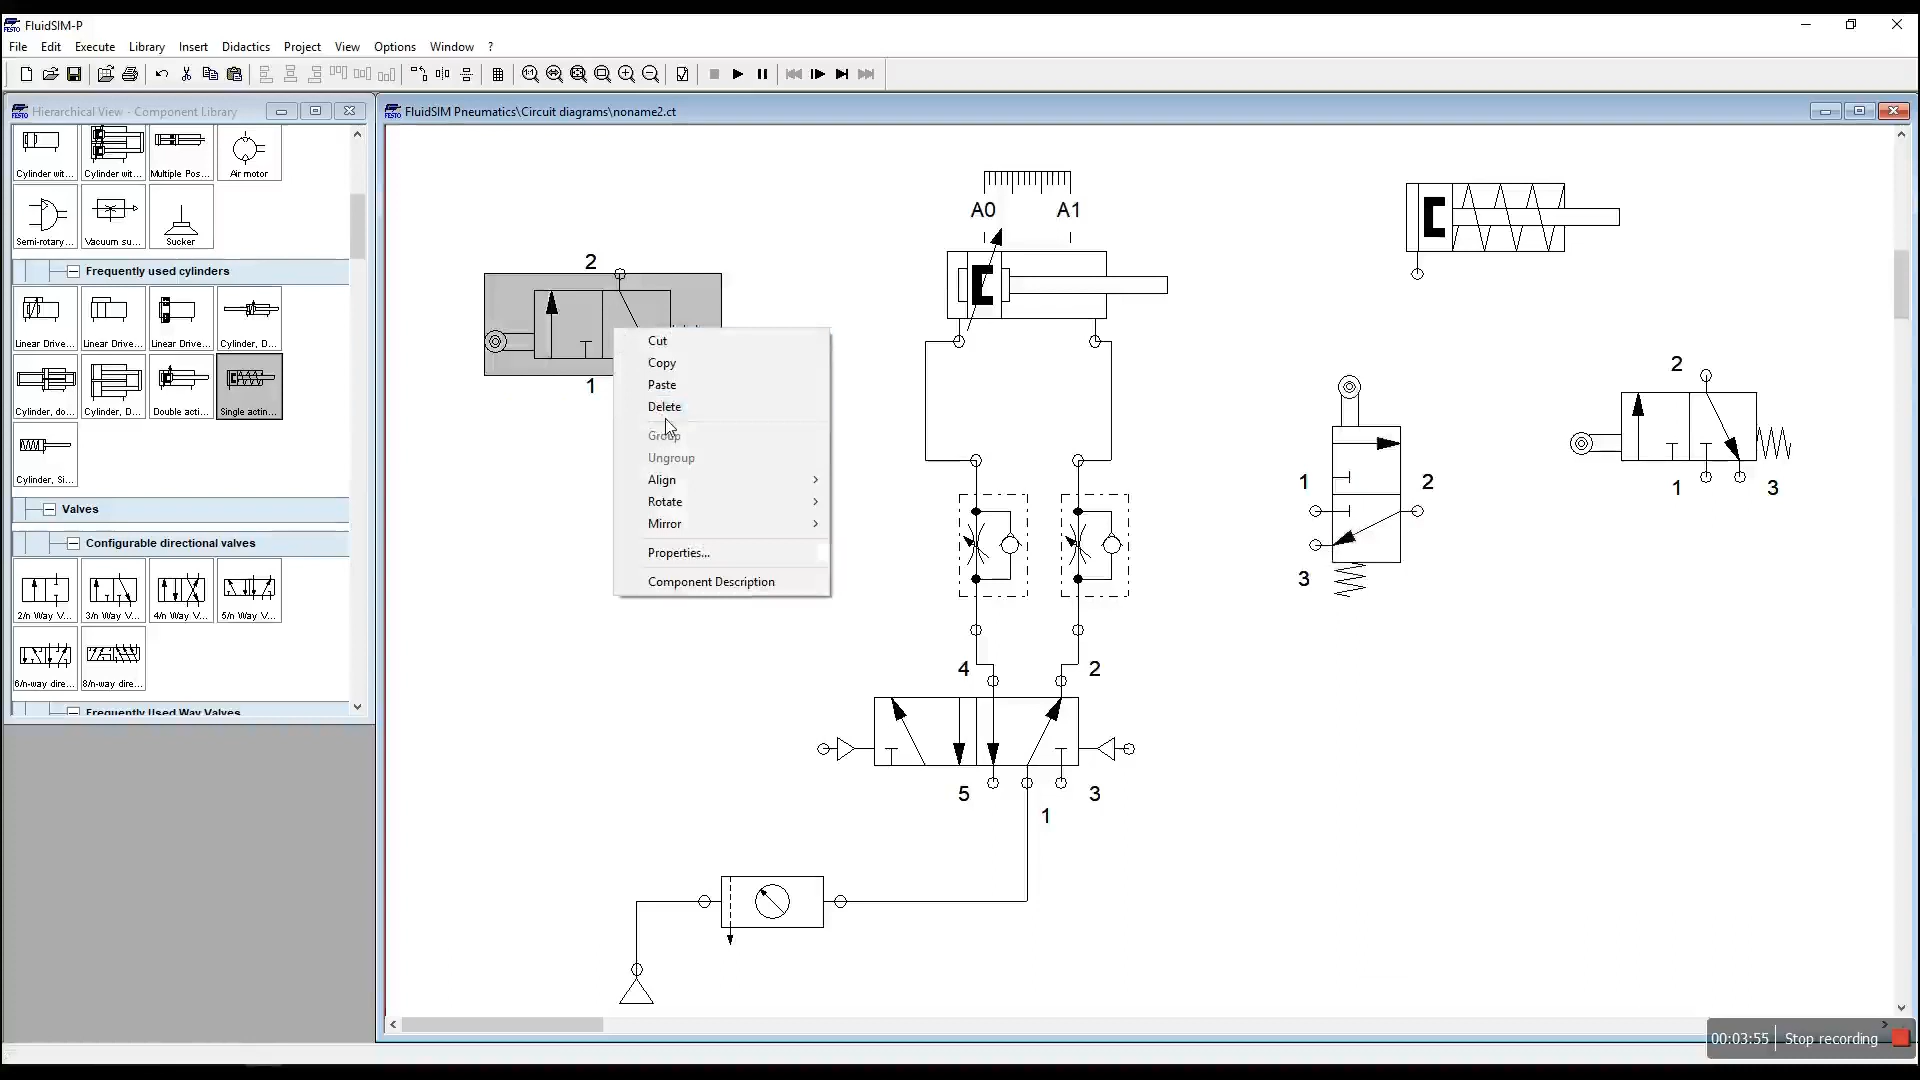 FluidSIM-P
File Edit Execute Library Insert Didactics Project View Options Window ?
Hierarchical View - Component Library
Cylinder wit... Cylinder wit... Multiple Pos... Air motor
Semi-rotary... Vacuum su... Sucker
Frequently used cylinders
Linear Drive... Linear Drive... Linear Drive... Cylinder, D...
Cylinder, do... Cylinder, D... Double acti... Single actin...
Cylinder, Si...
Valves
Configurable directional valves
2/n Way V... 3/n Way V... 4/n Way V... 5/n Way V...
6/n-way dire... 8/n-way dire...
Frequently Used Way Valves
FESTO
FluidSIM Pneumatics\Circuit diagrams\noname2.ct
A0 A1
2
1
Cut
Copy
Paste
Delete
Group
Ungroup
Align
Rotate
Mirror
Properties...
Component Description
4 2
5 3
1
1 2
3
2
1 3
00:03:55 Stop recording